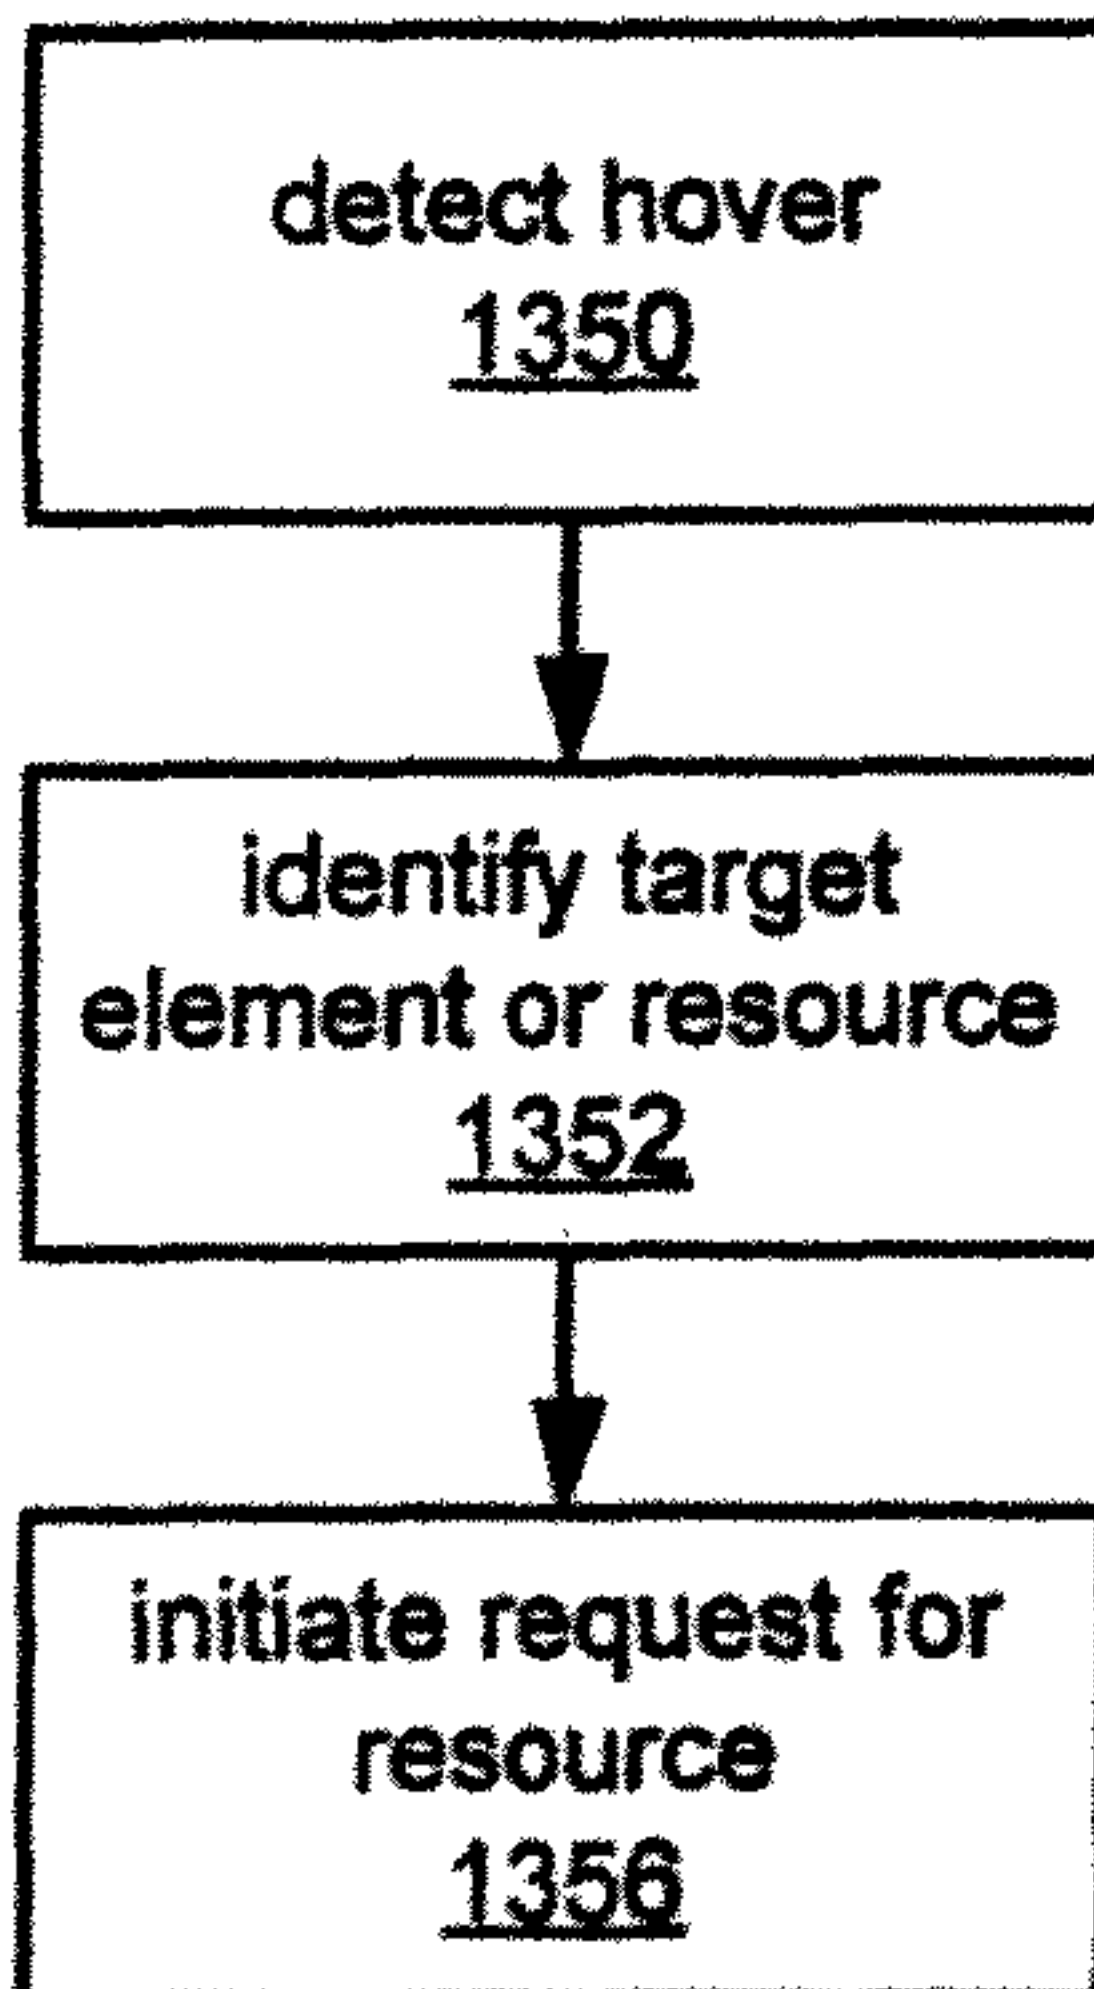 detect hover
1350
identify target
element or resource
1352
initiate request for
resource
1356